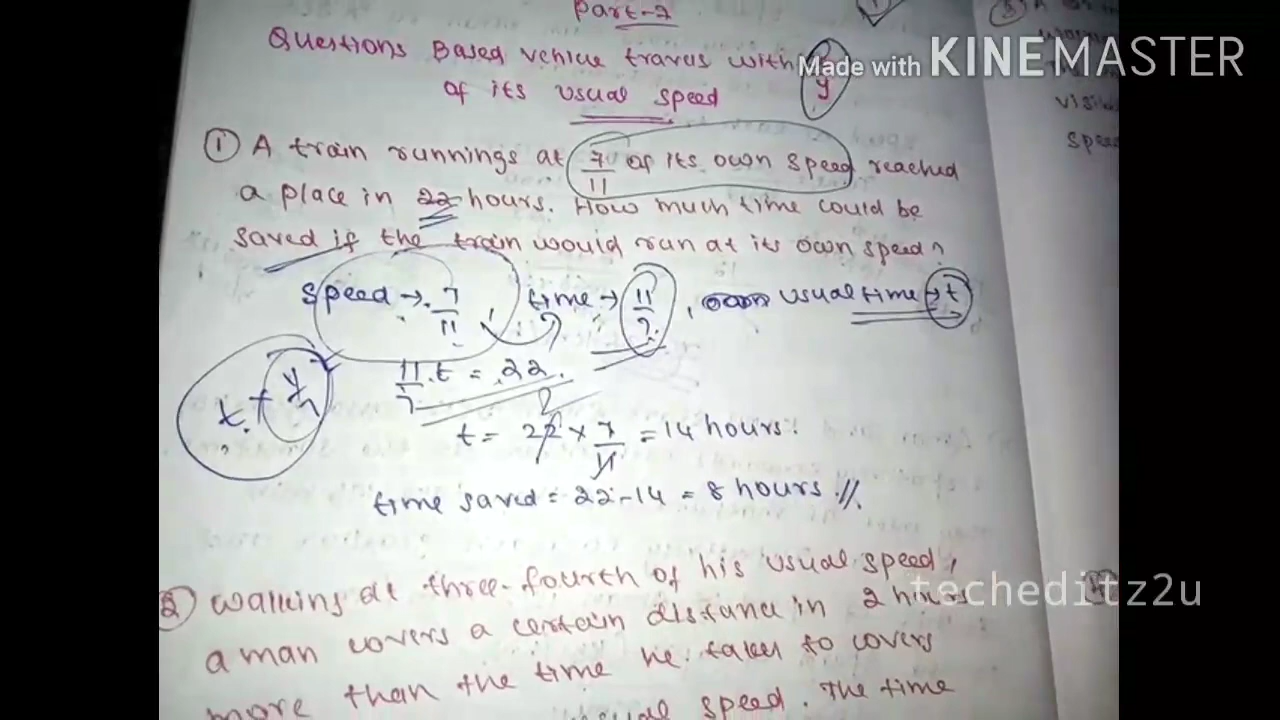 Part-7
Questions Based vehicle travels with
y
of its usual speed
Made with KINEMASTER
① A train runnings at 7/11 of its own speed reached
a place in 22 hours. How much time could be
saved if the train would run at its own speed?
speed → 7/11 , time → 11/7 , usual time → t
11/7 . t = 22.
t = 22 × 7/11 = 14 hours.
time saved = 22-14 = 8 hours.//
② walking at three-fourth of his usual speed,
techeditz2u
a man covers a certain distance in 2 hours
more than the time he takes to covers
speed. The time
visi
speed